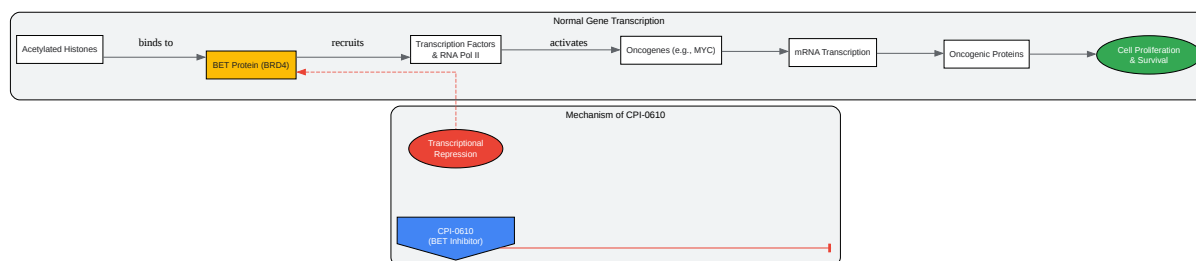 Normal Gene Transcription
Acetylated Histones
binds to
BET Protein (BRD4)
recruits
Transcription Factors
& RNA Pol II
activates
Oncogenes (e.g., MYC)
mRNA Transcription
Oncogenic Proteins
Cell Proliferation
& Survival
Mechanism of CPI-0610
Transcriptional
Repression
CPI-0610
(BET Inhibitor)